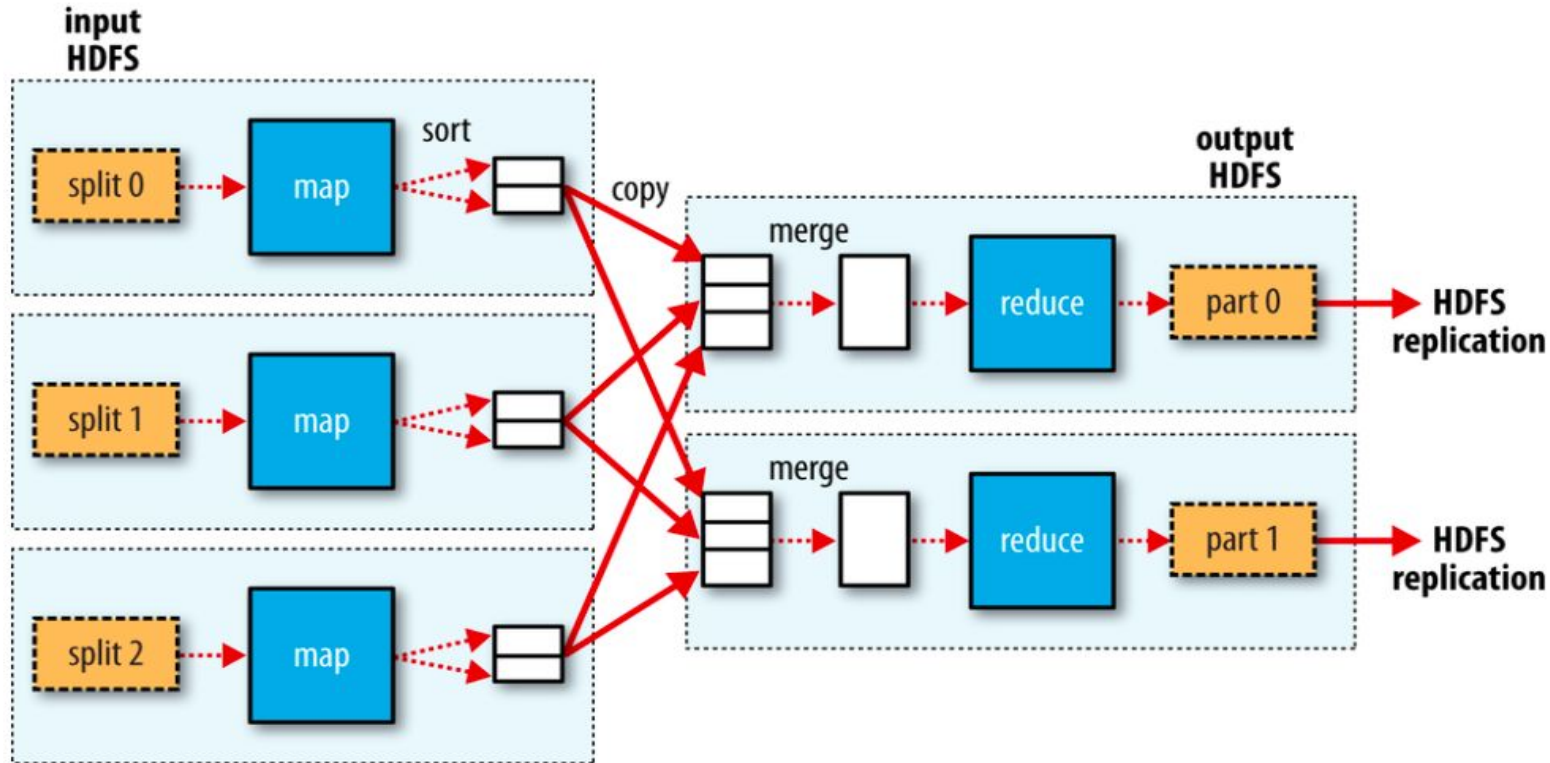 input
HDFS
sort
split 0
map
copy
split 1
map
split 2
map
output
HDFS
merge
reduce
part 0
HDFS
replication
merge
reduce
part 1
HDFS
replication